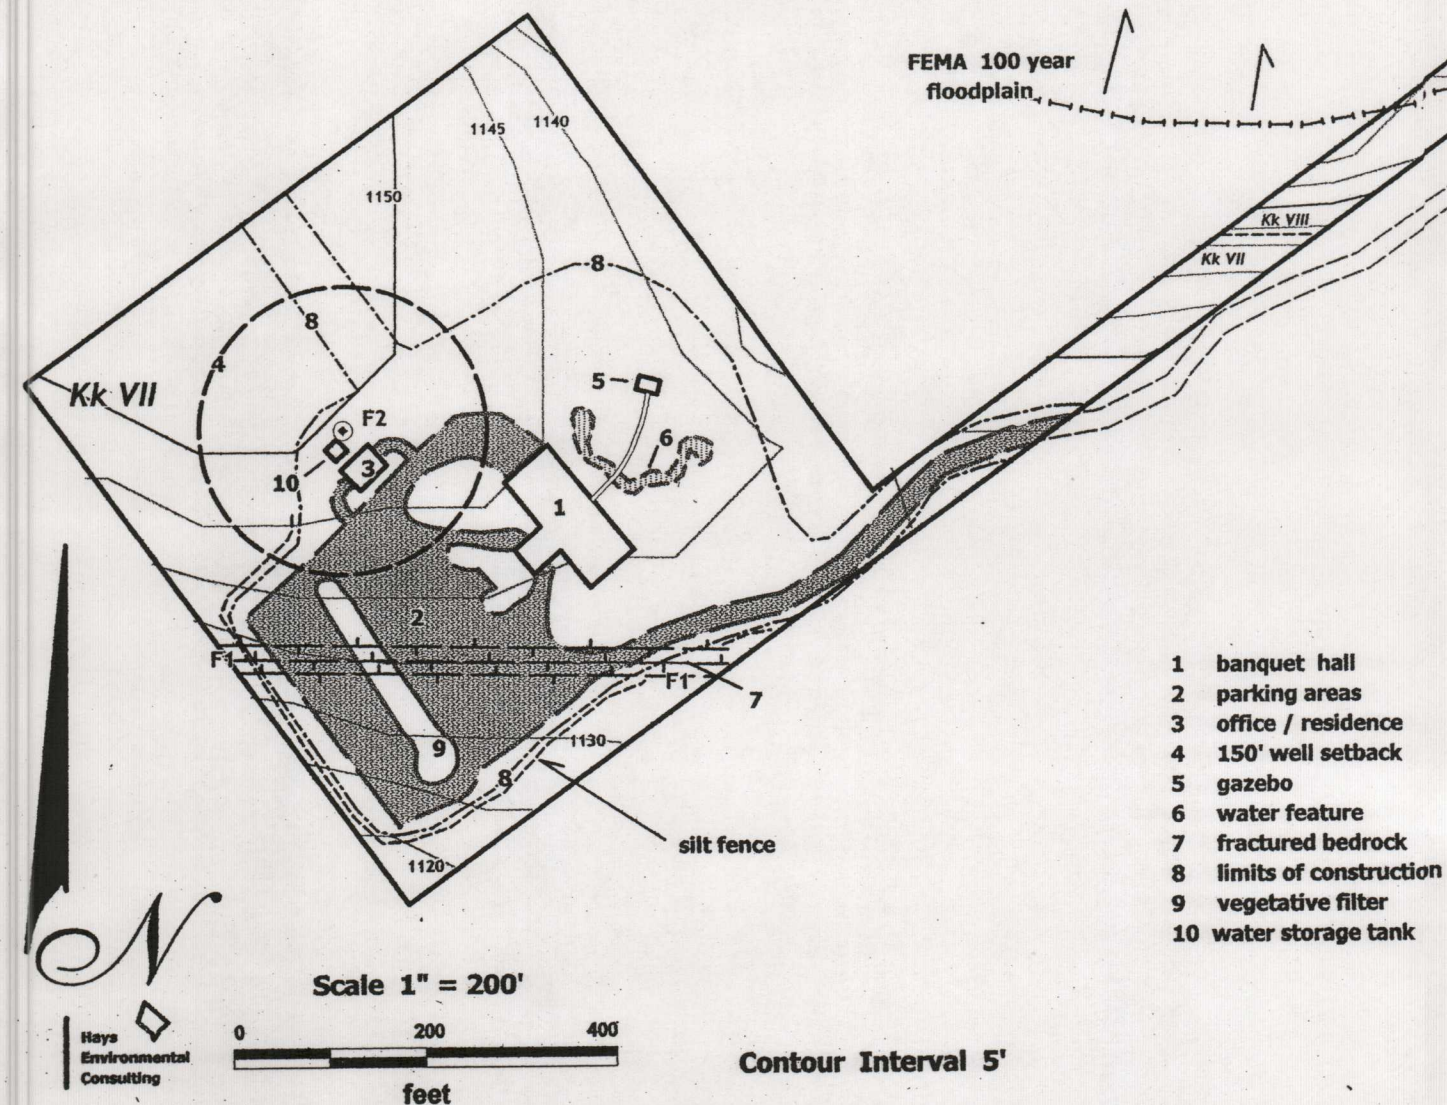 FEMA 100 year
floodplain
1145
1140
1150
Kk VIII
Kk VII
8
8
4
Kk VII
5
F2
6
3
10
1
2
F1
F1
7
1130
9
8
silt fence
1120
1 banquet hall
2 parking areas
3 office / residence
4 150' well setback
5 gazebo
6 water feature
7 fractured bedrock
8 limits of construction
9 vegetative filter
10 water storage tank
N
Scale 1" = 200'
0 200 400
feet
Hays
Environmental
Consulting
Contour Interval 5'